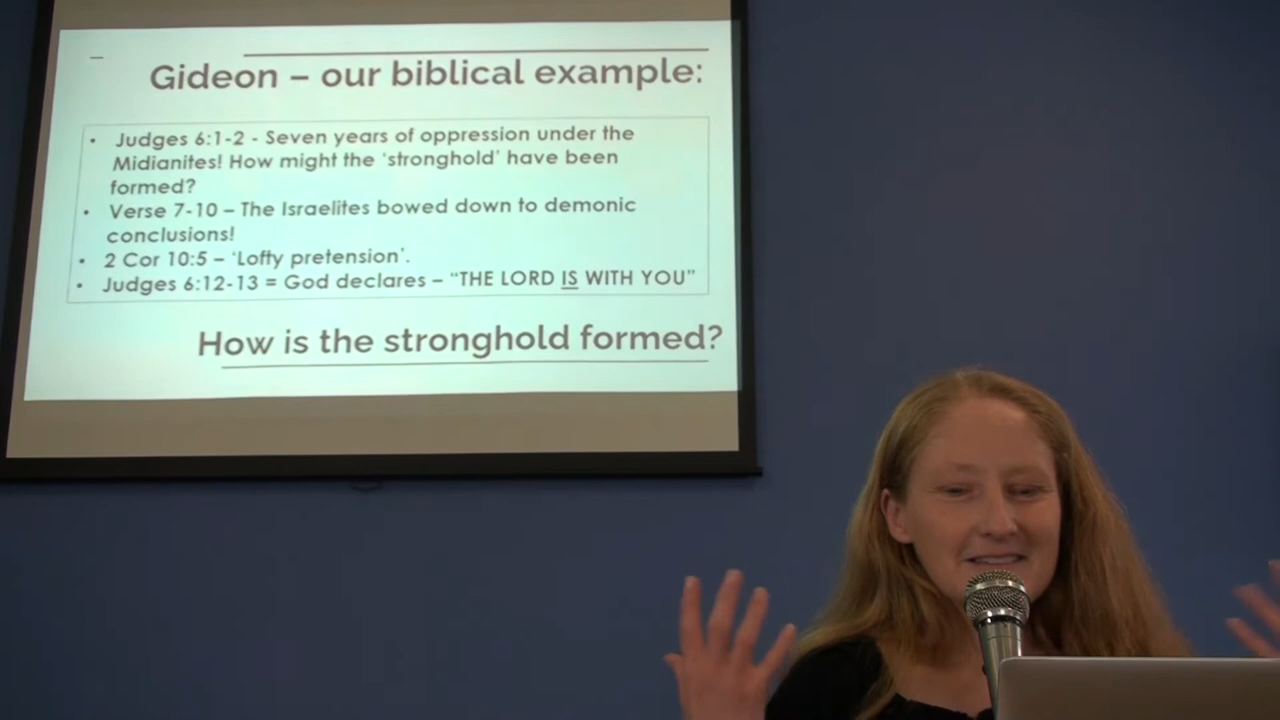 Gideon – our biblical example:
• Judges 6:1-2 - Seven years of oppression under the
Midianites! How might the ‘stronghold’ have been
formed?
• Verse 7-10 – The Israelites bowed down to demonic
conclusions!
• 2 Cor 10:5 – ‘Lofty pretension’.
• Judges 6:12-13 = God declares – “THE LORD IS WITH YOU”
How is the stronghold formed?